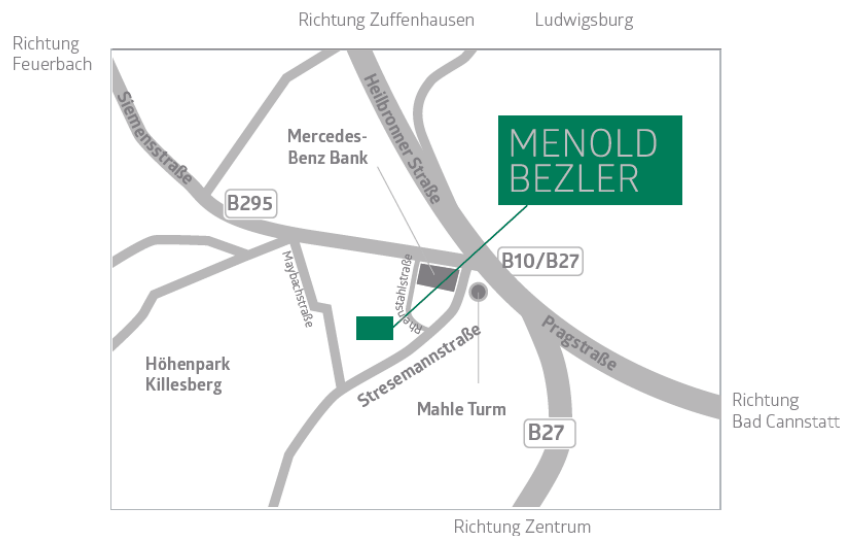 Richtung Zuffenhausen
Ludwigsburg
Richtung
Feuerbach
Siemensstraße
Heilbronner Straße
Mercedes-
Benz Bank
MENOLD
BEZLER
B295
B10/B27
Maybachstraße
Rheinstahlstraße
Pragstraße
Stresemannstraße
Höhenpark
Killesberg
Mahle Turm
Richtung
Bad Cannstatt
B27
Richtung Zentrum